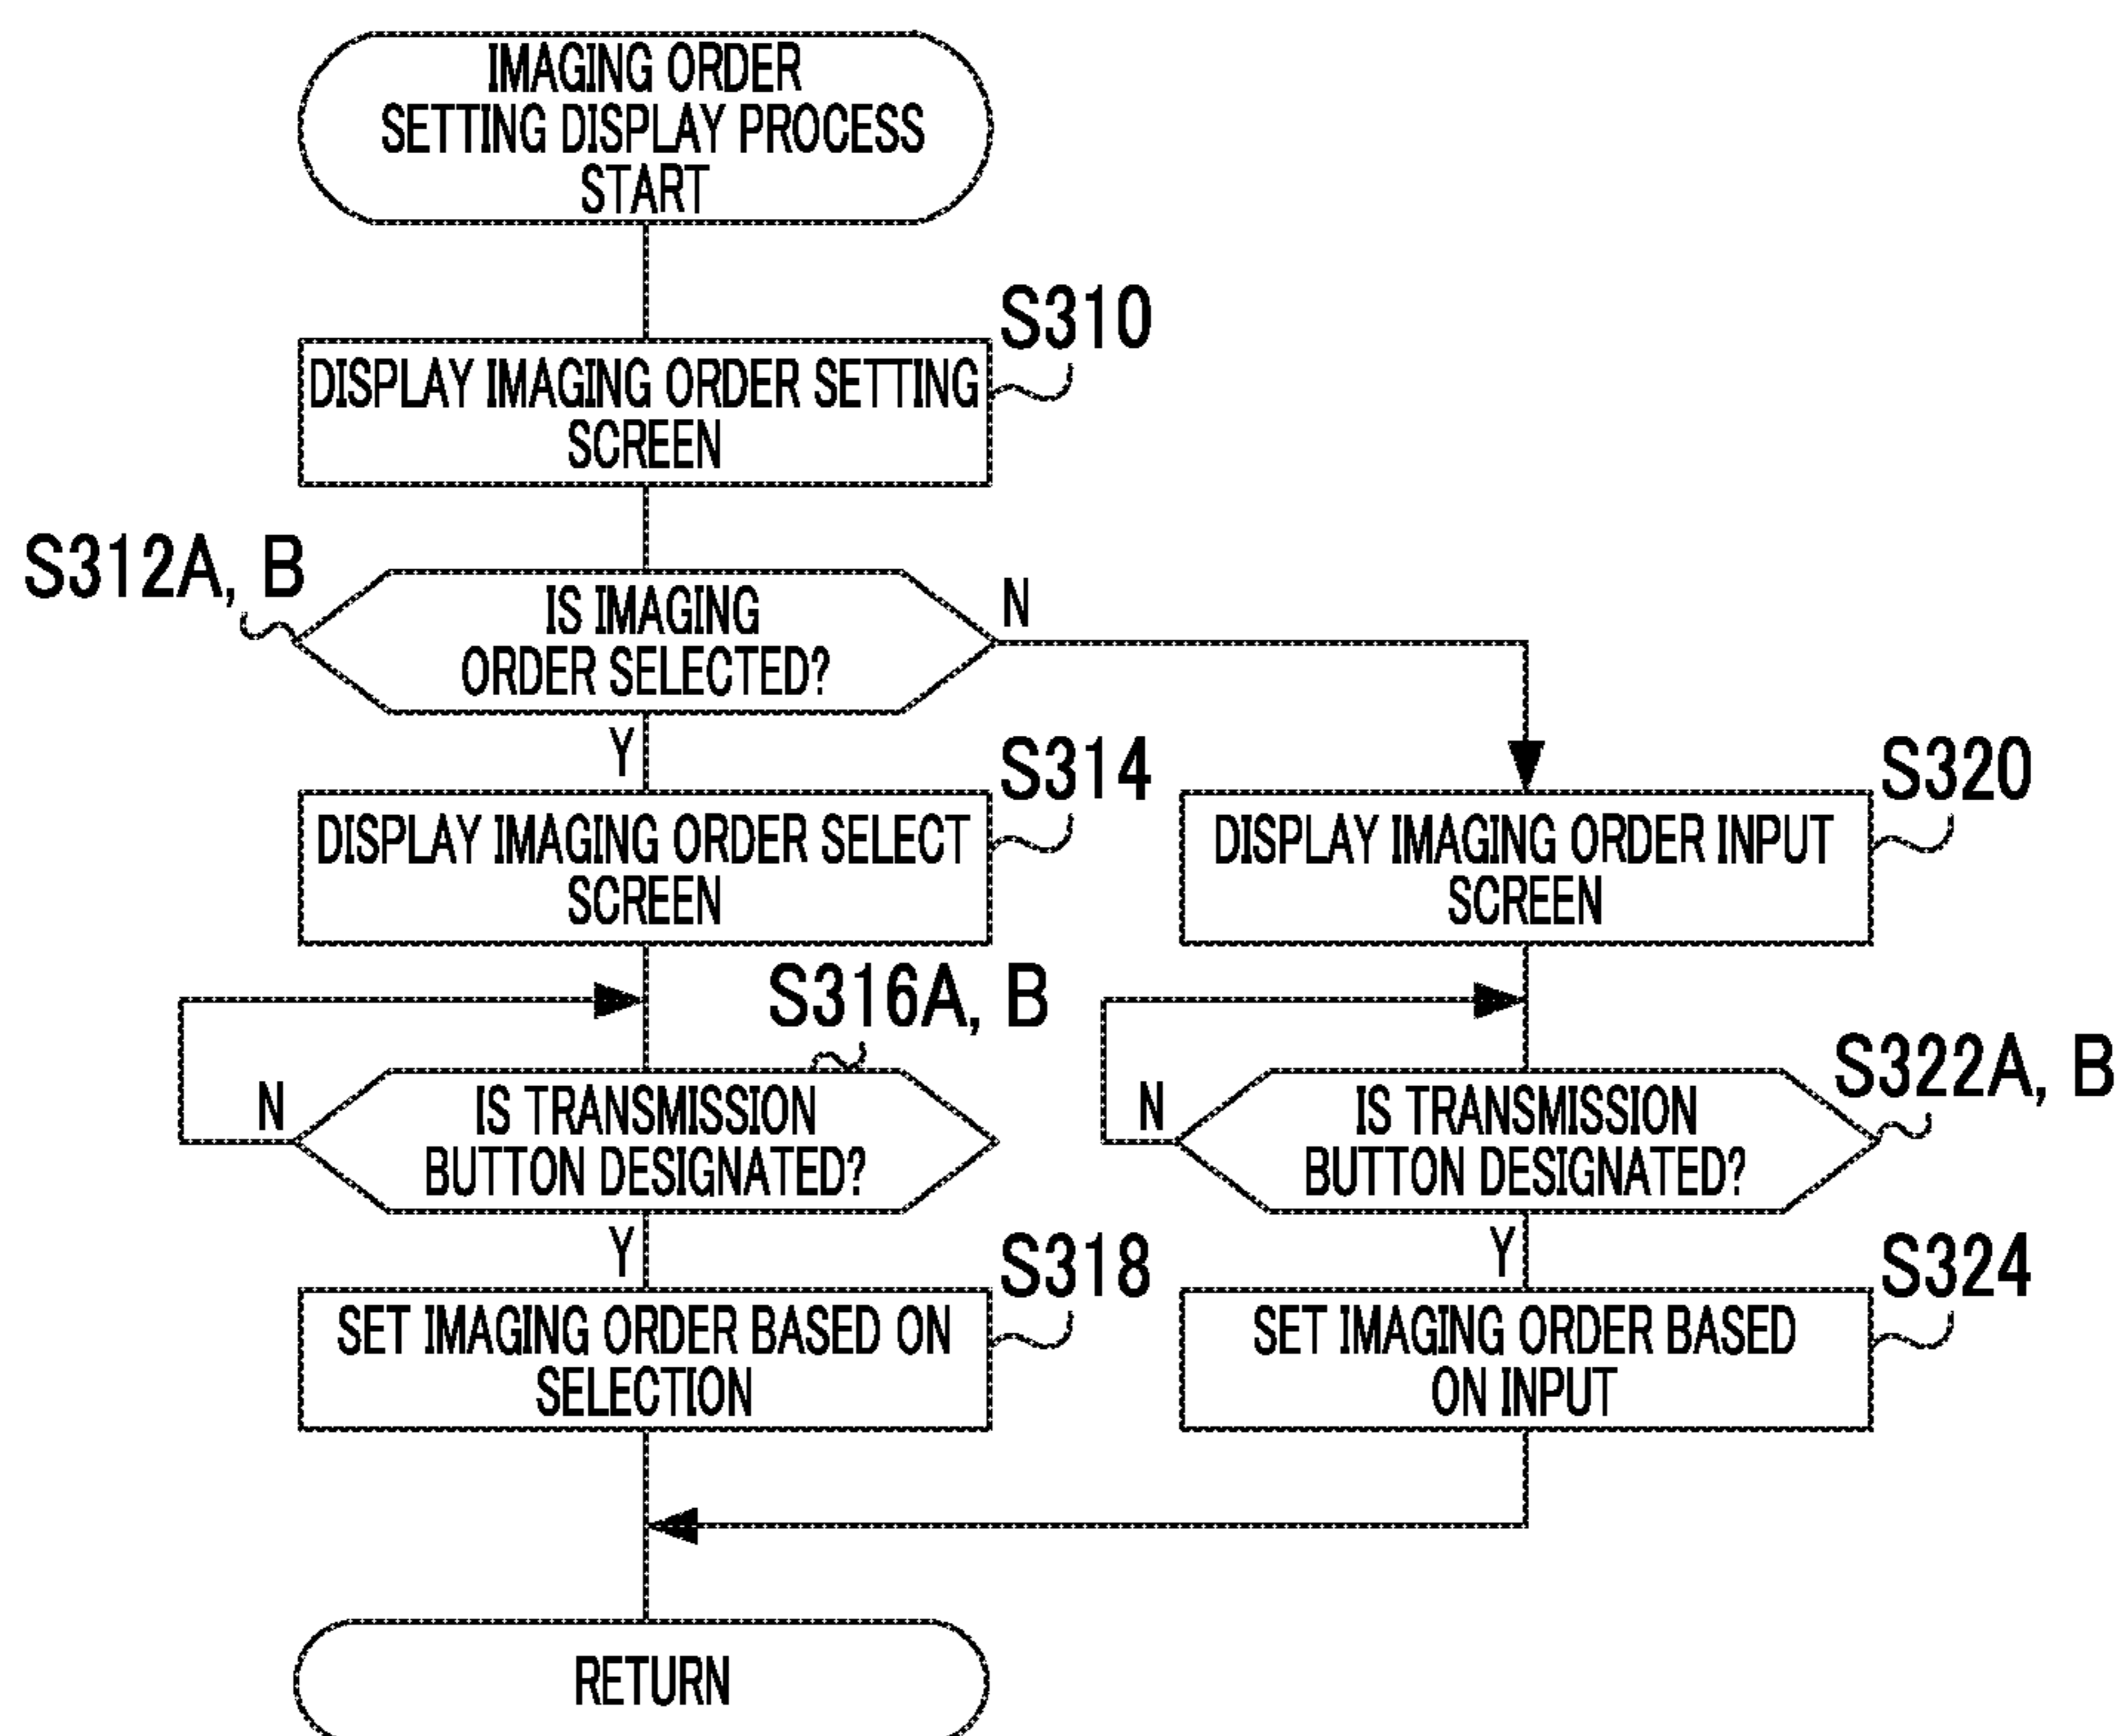 IMAGING ORDER
SETTING DISPLAY PROCESS
START
S310
DISPLAY IMAGING ORDER SETTING
SCREEN
S312A, B
IS IMAGING
ORDER SELECTED?
N
Y
S314
DISPLAY IMAGING ORDER SELECT
SCREEN
S320
DISPLAY IMAGING ORDER INPUT
SCREEN
S316A, B
N
IS TRANSMISSION
BUTTON DESIGNATED?
Y
S322A, B
N
IS TRANSMISSION
BUTTON DESIGNATED?
Y
S318
SET IMAGING ORDER BASED ON
SELECTION
S324
SET IMAGING ORDER BASED
ON INPUT
RETURN